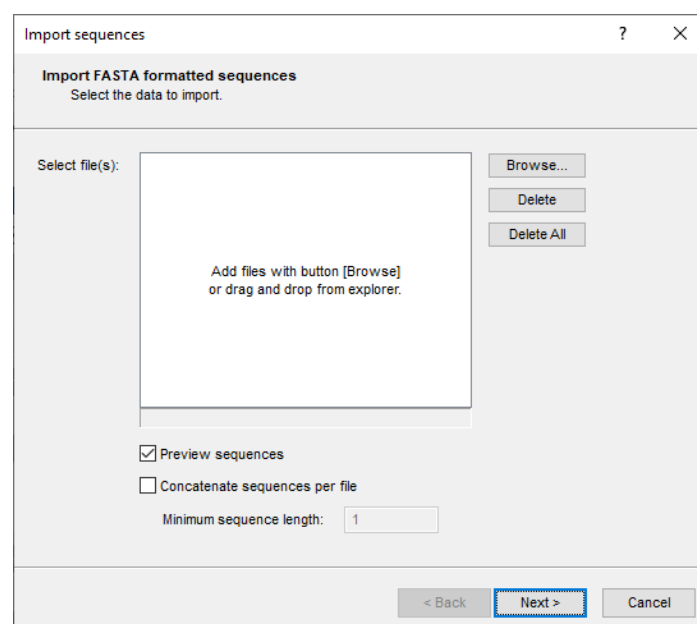 Import sequences
?
Import FASTA formatted sequences
Select the data to import.
Select file(s):
Browse...
Delete
Delete All
Add files with button [Browse]
or drag and drop from explorer.
Preview sequences
Concatenate sequences per file
Minimum sequence length: 1
< Back Next > Cancel